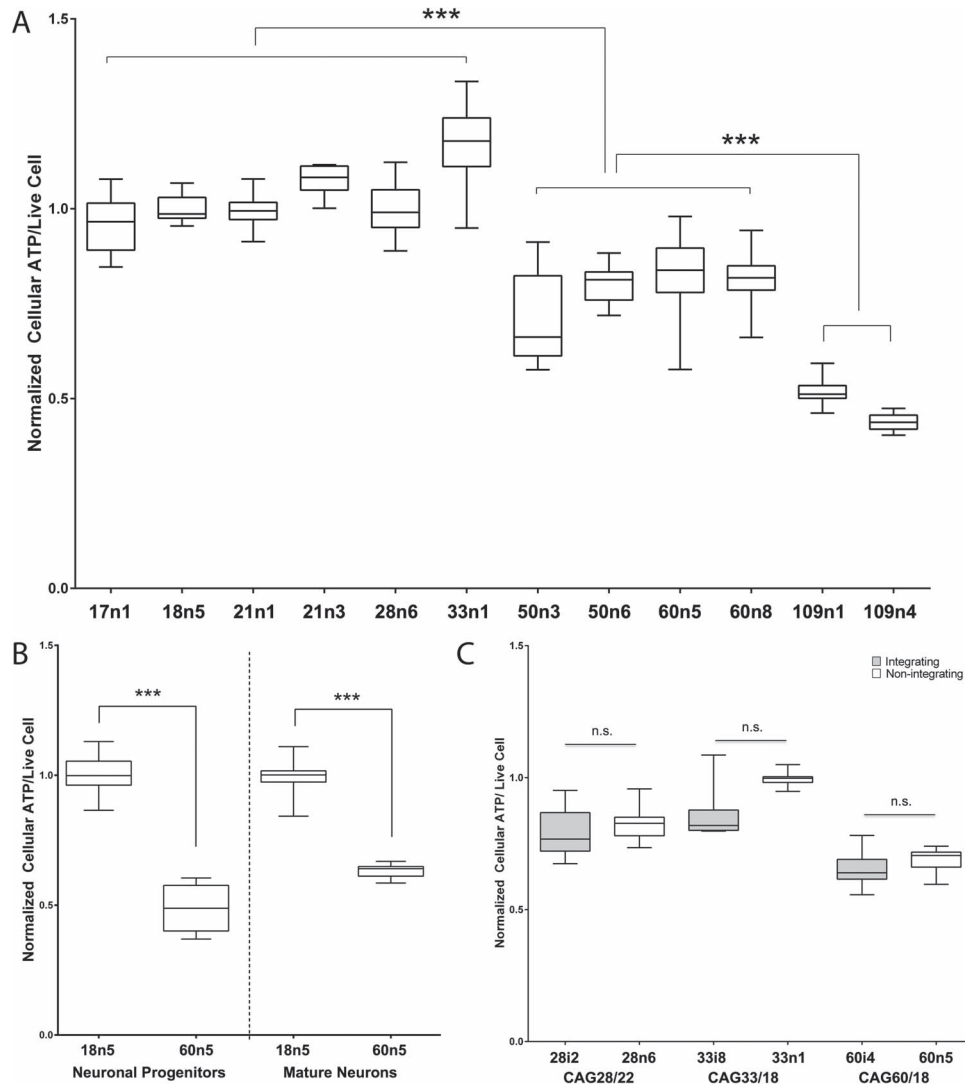 A
Normalized Cellular ATP/Live Cell
1.5
1.0
0.5
0.0
***
***
17n1 18n5 21n1 21n3 28n6 33n1 50n3 50n6 60n5 60n8 109n1 109n4
B
Normalized Cellular ATP/Live Cell
1.5
1.0
0.5
0.0
***
***
18n5 60n5 18n5 60n5
Neuronal Progenitors Mature Neurons
C
Normalized Cellular ATP/ Live Cell
1.5
1.0
0.5
0.0
Integrating
Non-integrating
n.s.
n.s.
n.s.
28i2 28n6 33i8 33n1 60i4 60n5
CAG28/22 CAG33/18 CAG60/18